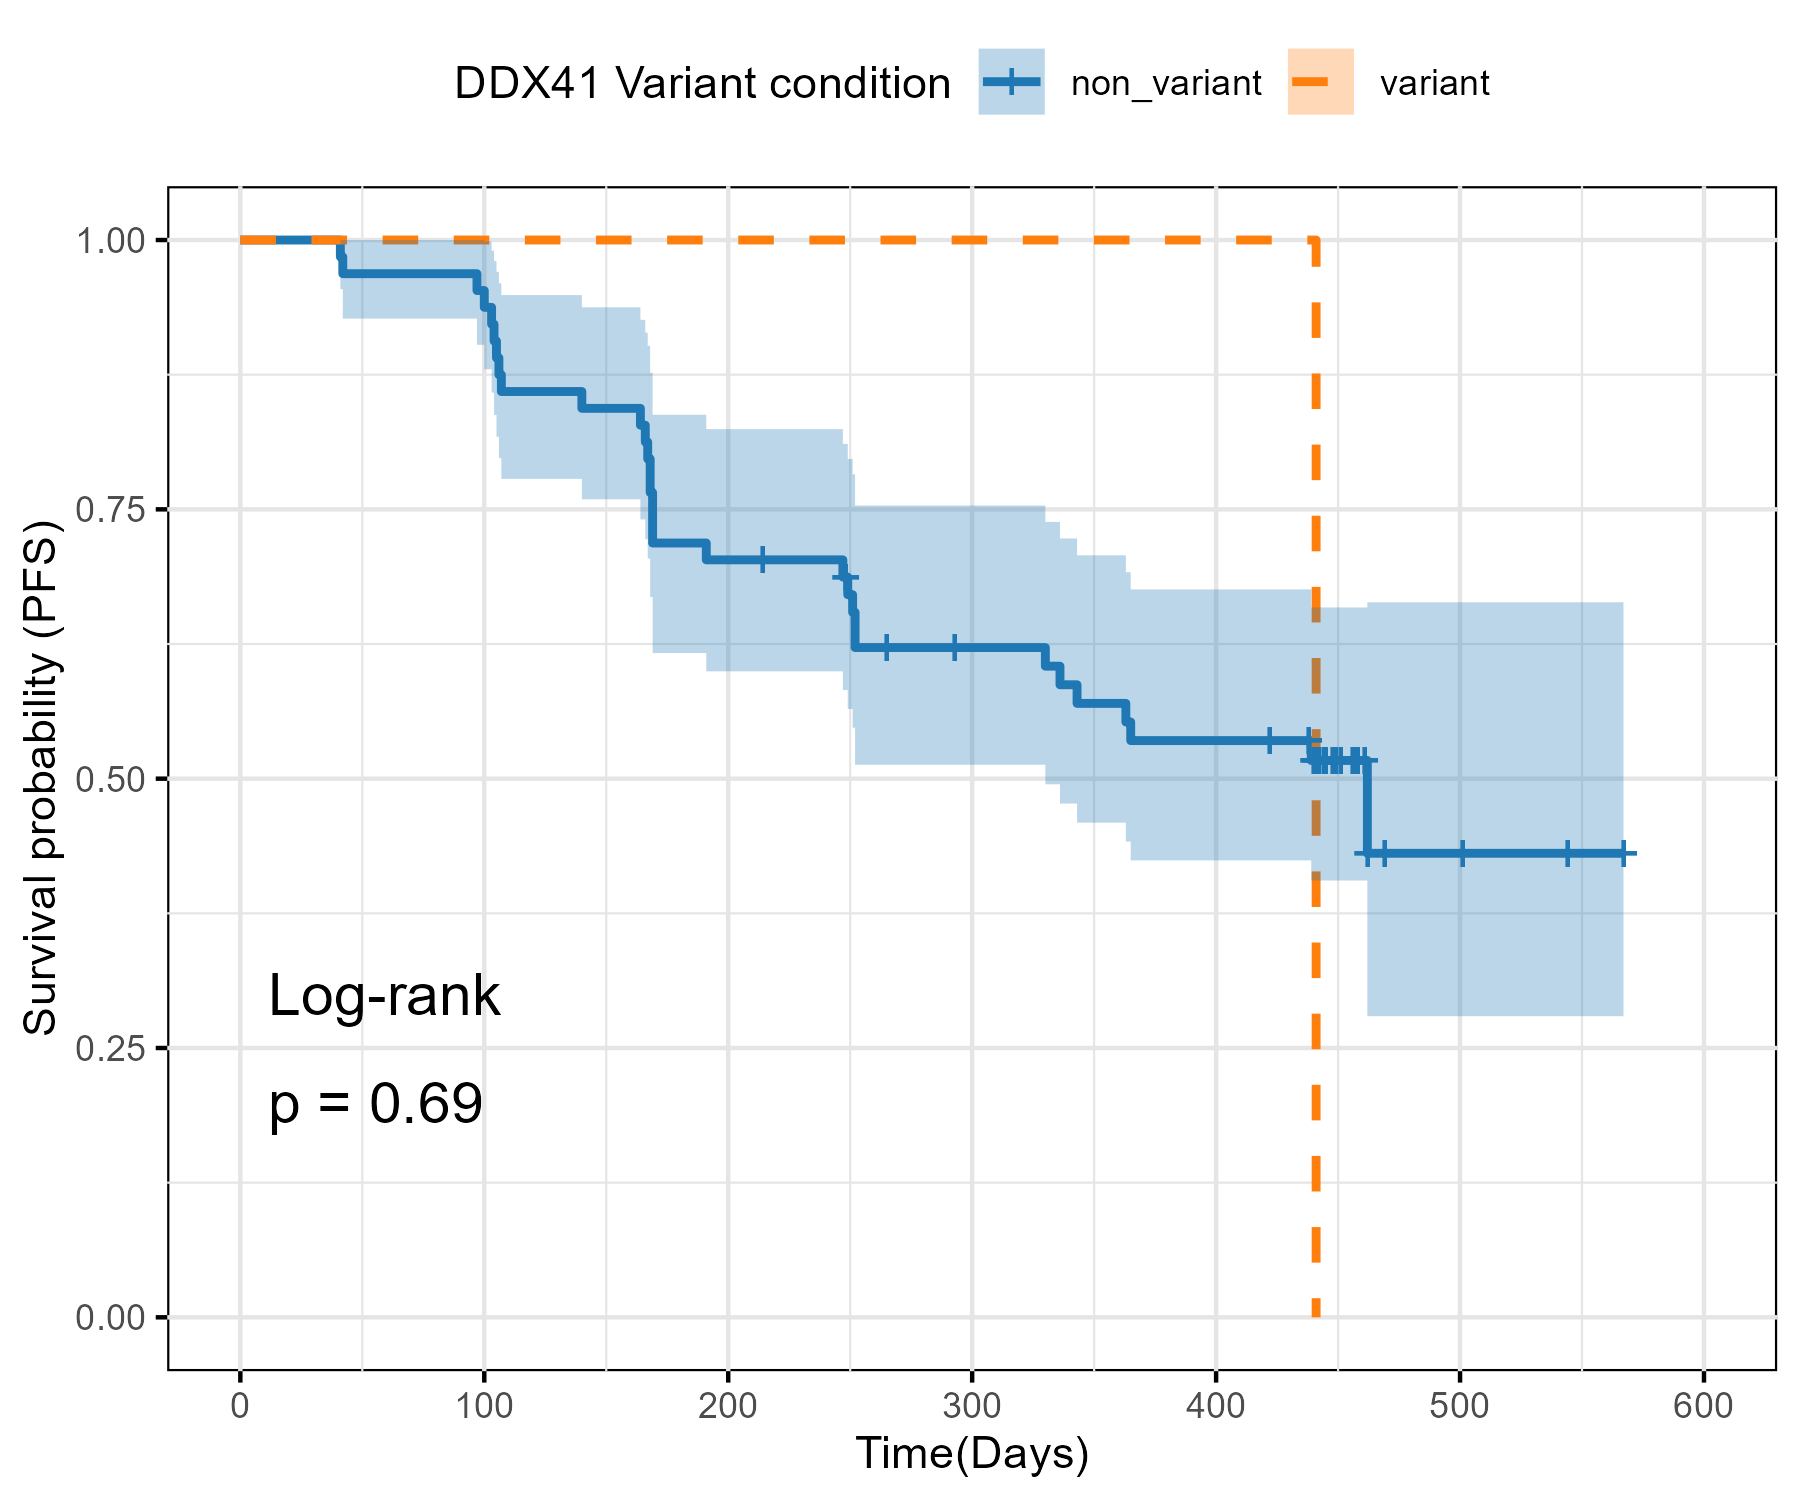 DDX41 Variant condition non_variant variant
Survival probability (PFS)
1.00
0.75
0.50
0.25
0.00
Log-rank
p = 0.69
0 100 200 300 400 500 600
Time(Days)